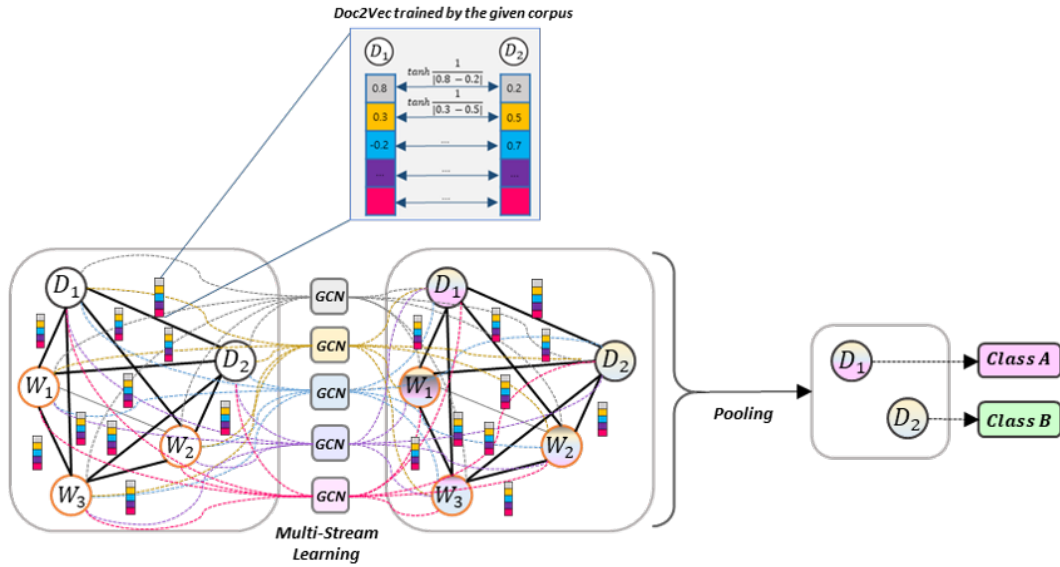 Doc2Vec trained by the given corpus
D1 D2
0.8 tanh 1/|0.8 − 0.2| 0.2
0.3 tanh 1/|0.3 − 0.5| 0.5
-0.2 ... 0.7
... ... ...
...
D1
D2
W1
W2
W3
GCN
GCN
GCN
GCN
GCN
Multi-Stream
Learning
D1
D2
W1
W2
W3
Pooling
D1
D2
Class A
Class B